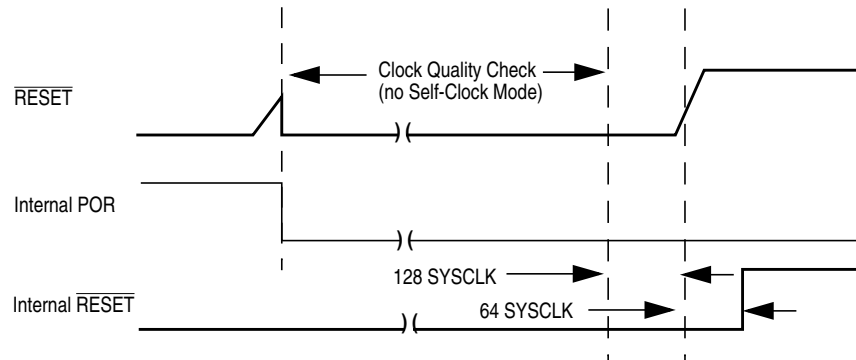 Clock Quality Check
(no Self-Clock Mode)
RESET
Internal POR
128 SYSCLK
Internal RESET
64 SYSCLK